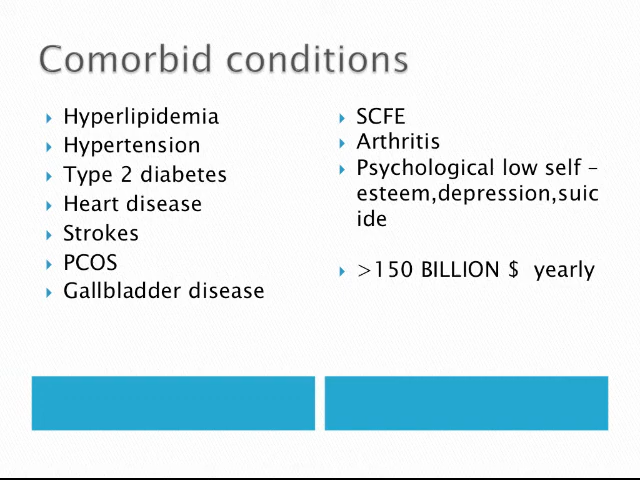 Comorbid conditions
Hyperlipidemia
Hypertension
Type 2 diabetes
Heart disease
Strokes
PCOS
Gallbladder disease
SCFE
Arthritis
Psychological low self –
esteem,depression,suic
ide
>150 BILLION $  yearly